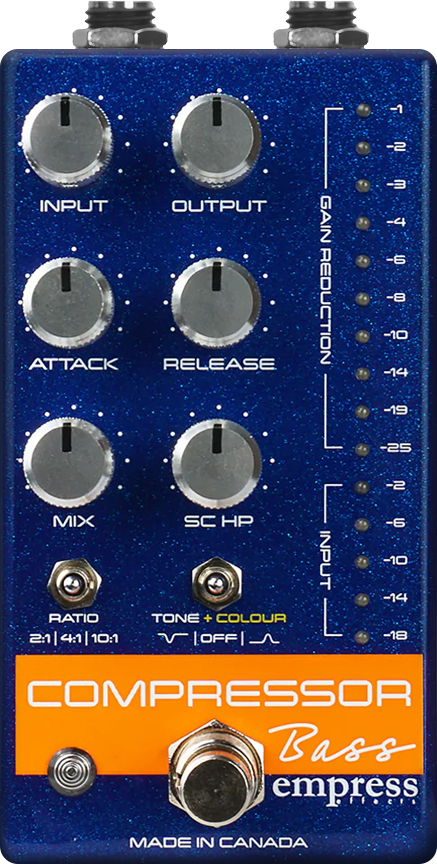 INPUT OUTPUT
ATTACK RELEASE
MIX SC HP
RATIO TONE + COLOUR
2:1|4:1|10:1 |OFF|
GAIN REDUCTION
-1
-2
-3
-4
-6
-8
-10
-14
-19
-25
INPUT
-2
-6
-10
-14
-18
COMPRESSOR
Bass
empress
effects
MADE IN CANADA